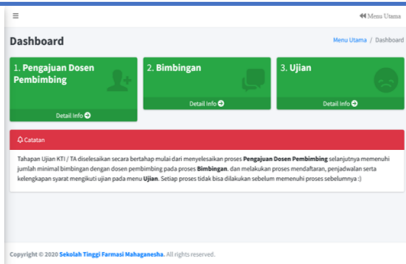 Menu Utama
Dashboard
Menu Utama / Dashboard
1. Pengajuan Dosen
Pembimbing
Detail Info
2. Bimbingan
Detail Info
3. Ujian
Detail Info
Catatan
Tahapan Ujian KTI / TA diselesaikan secara bertahap mulai dari menyelesaikan proses Pengajuan Dosen Pembimbing selanjutnya memenuhi
jumlah minimal bimbingan dengan dosen pembimbing pada proses Bimbingan. dan melakukan proses mendaftaran, penjadwalan serta
kelengkapan syarat mengikuti ujian pada menu Ujian. Setiap proses tidak bisa dilakukan sebelum memenuhi proses sebelumnya :)
Copyright © 2020 Sekolah Tinggi Farmasi Mahaganesha. All rights reserved.